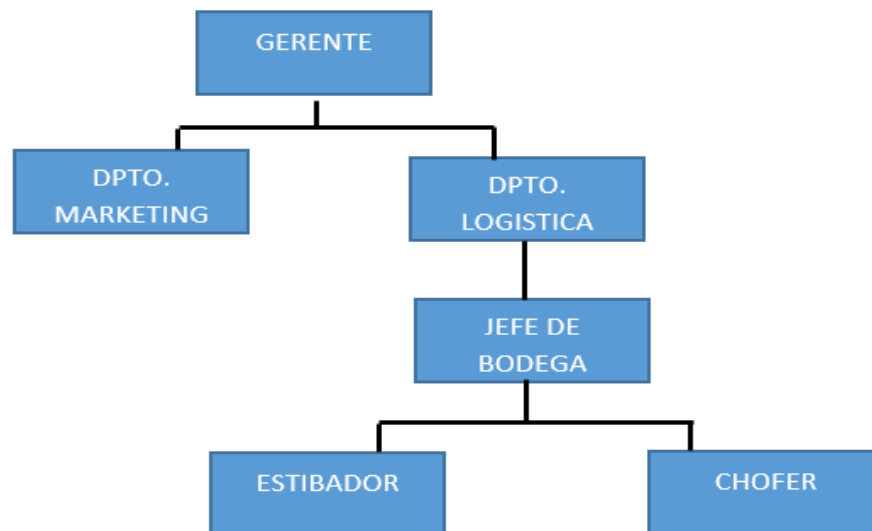 GERENTE
DPTO.
MARKETING
DPTO.
LOGISTICA
JEFE DE
BODEGA
ESTIBADOR
CHOFER